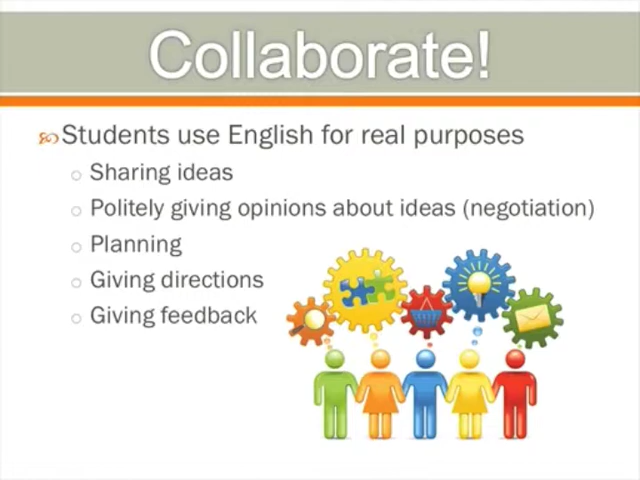 Collaborate!
Students use English for real purposes
Sharing ideas
Politely giving opinions about ideas (negotiation)
Planning
Giving directions
Giving feedback